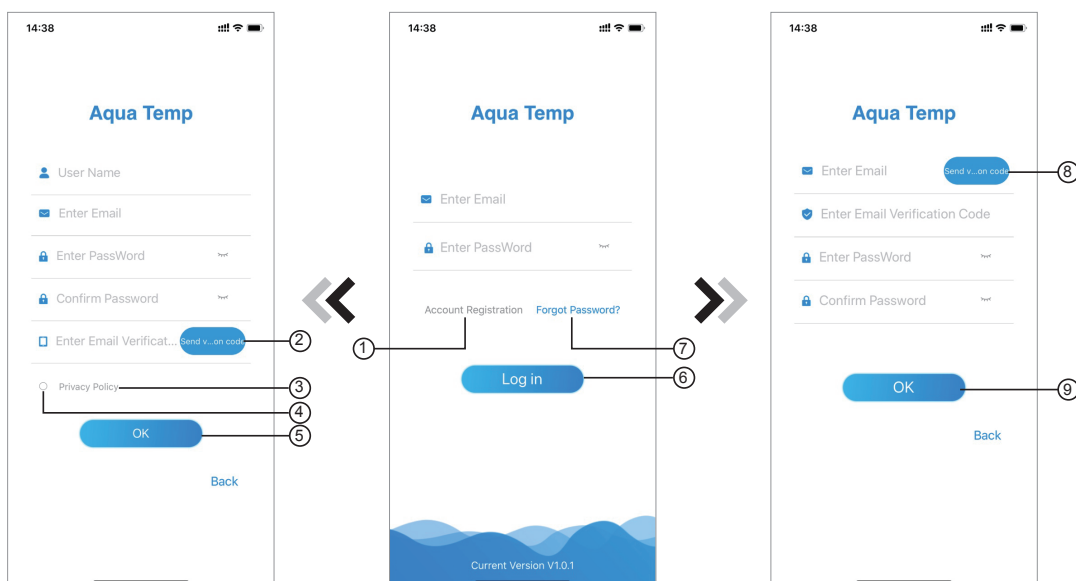 14:38
Aqua Temp
User Name
Enter Email
Enter PassWord
Confirm Password
Enter Email Verificat... Send v...on code
2
Privacy Policy
3
4
OK
5
Back
14:38
Aqua Temp
Enter Email
Enter PassWord
Account Registration Forgot Password?
1
7
Log in
6
Current Version V1.0.1
14:38
Aqua Temp
Enter Email Send v...on code
8
Enter Email Verification Code
Enter PassWord
Confirm Password
OK
9
Back